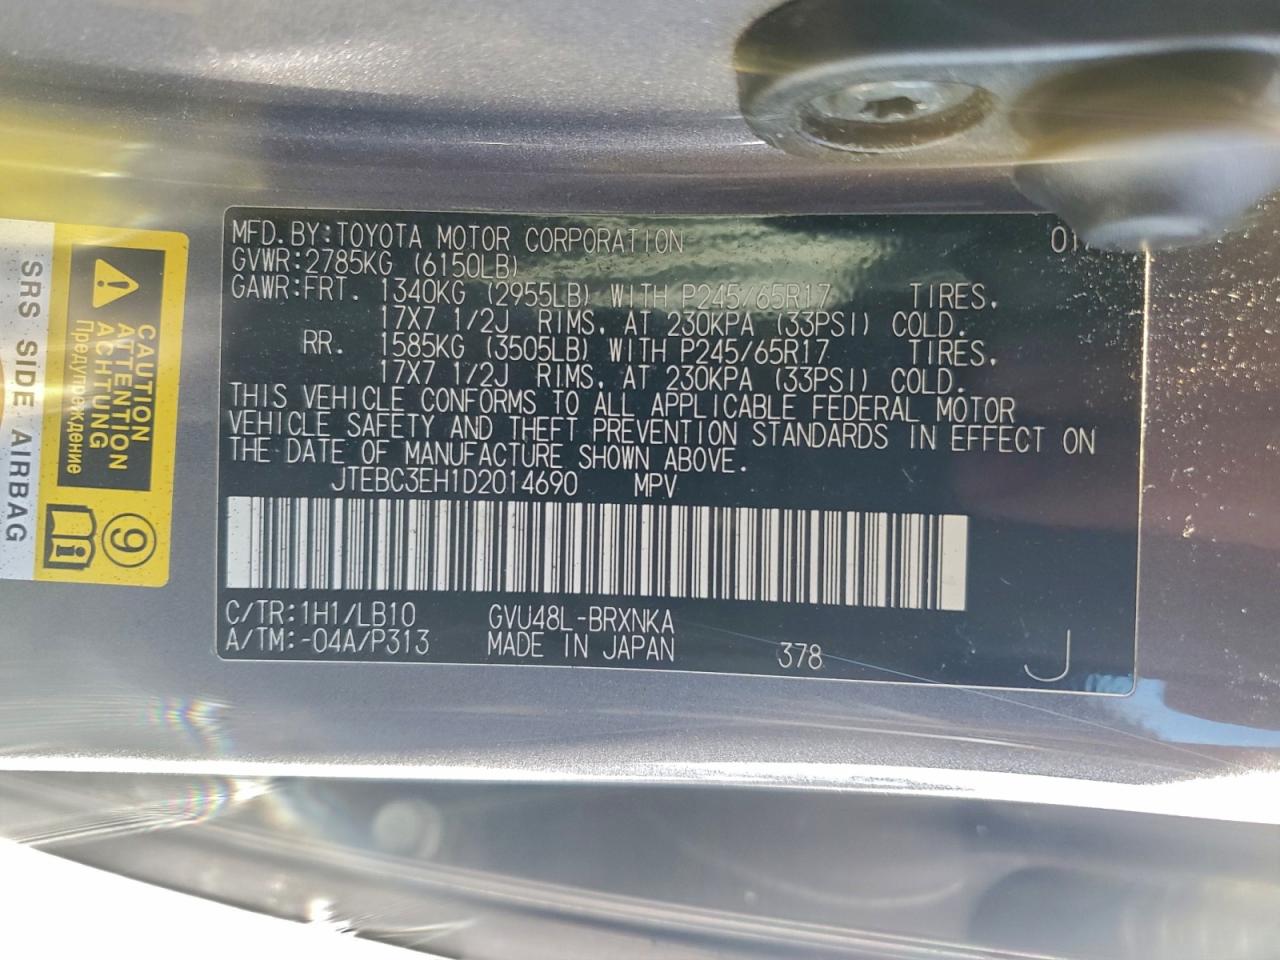 MFD. BY: TOYOTA MOTOR CORPORATION
GVWR: 2785KG (6150LB)
GAWR: FRT. 1340KG (2955LB) WITH P245/65R17 TIRES,
17X7 1/2J RIMS, AT 230KPA (33PSI) COLD.
RR. 1585KG (3505LB) WITH P245/65R17 TIRES,
17X7 1/2J RIMS, AT 230KPA (33PSI) COLD.
THIS VEHICLE CONFORMS TO ALL APPLICABLE FEDERAL MOTOR
VEHICLE SAFETY AND THEFT PREVENTION STANDARDS IN EFFECT ON
THE DATE OF MANUFACTURE SHOWN ABOVE.
JTEBC3EH1D2014690 MPV
C/TR: 1H1/LB10 GVU48L-BRXNKA
A/TM: -04A/P313 MADE IN JAPAN 378 J
CAUTION
ATTENTION
ACHTUNG
Предупреждение
9
SRS SIDE AIRBAG